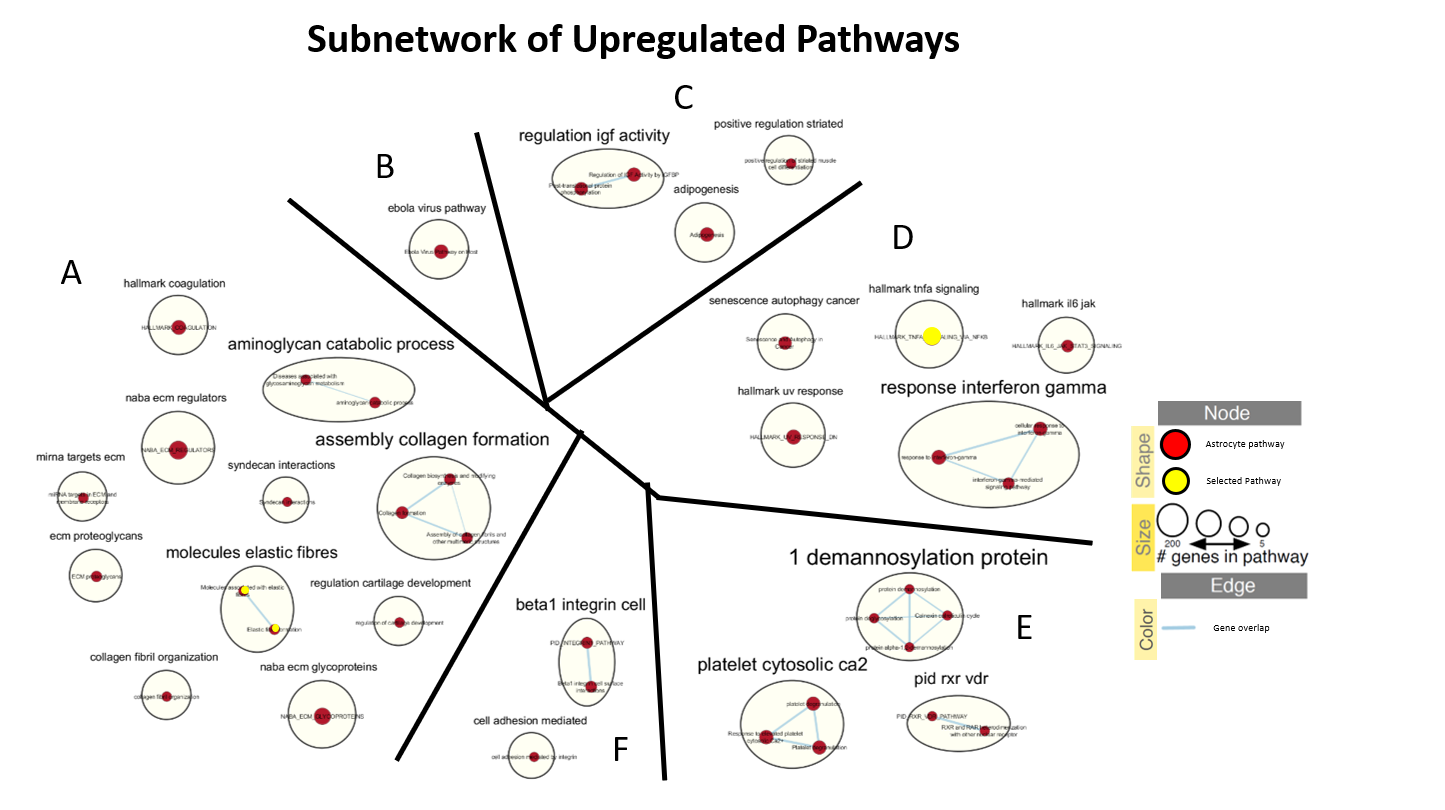 Subnetwork of Upregulated Pathways
C
regulation igf activity
positive regulation striated
positive regulation of striated muscle
cell differentiation
Regulation of IGF Activity by IGFBP
Post-translational protein
phosphorylation
adipogenesis
Adipogenesis
B
ebola virus pathway
Ebola Virus Pathway on Host
A
hallmark coagulation
HALLMARK_COAGULATION
aminoglycan catabolic process
Diseases associated with
glycosaminoglycan metabolism
aminoglycan catabolic process
naba ecm regulators
NABA_ECM_REGULATORS
assembly collagen formation
Collagen biosynthesis and modifying
enzymes
Collagen formation
Assembly of collagen fibrils and
other multimeric structures
mirna targets ecm
miRNA targets in ECM and
membrane receptors
syndecan interactions
Syndecan interactions
ecm proteoglycans
ECM proteoglycans
molecules elastic fibres
Molecules associated with elastic
fibres
Elastic fibre formation
regulation cartilage development
regulation of cartilage development
collagen fibril organization
collagen fibril organization
naba ecm glycoproteins
NABA_ECM_GLYCOPROTEINS
D
senescence autophagy cancer
Senescence and Autophagy in
Cancer
hallmark tnfa signaling
HALLMARK_TNFA_SIGNALING_VIA_NFKB
hallmark il6 jak
HALLMARK_IL6_JAK_STAT3_SIGNALING
hallmark uv response
HALLMARK_UV_RESPONSE_DN
response interferon gamma
cellular response to
interferon-gamma
response to interferon-gamma
interferon-gamma-mediated
signaling pathway
1 demannosylation protein
protein demannosylation
protein deglycosylation
Calnexin/calreticulin cycle
protein alpha-1,2-demannosylation
E
platelet cytosolic ca2
platelet degranulation
Response to elevated platelet
cytosolic Ca2+
Platelet degranulation
pid rxr vdr
PID_RXR_VDR_PATHWAY
RXR and RAR heterodimerization
with other nuclear receptor
beta1 integrin cell
PID_INTEGRIN1_PATHWAY
Beta1 integrin cell surface
interactions
cell adhesion mediated
cell adhesion mediated by integrin
F
Node
Shape
Astrocyte pathway
Selected Pathway
Size
200
5
# genes in pathway
Edge
Color
Gene overlap